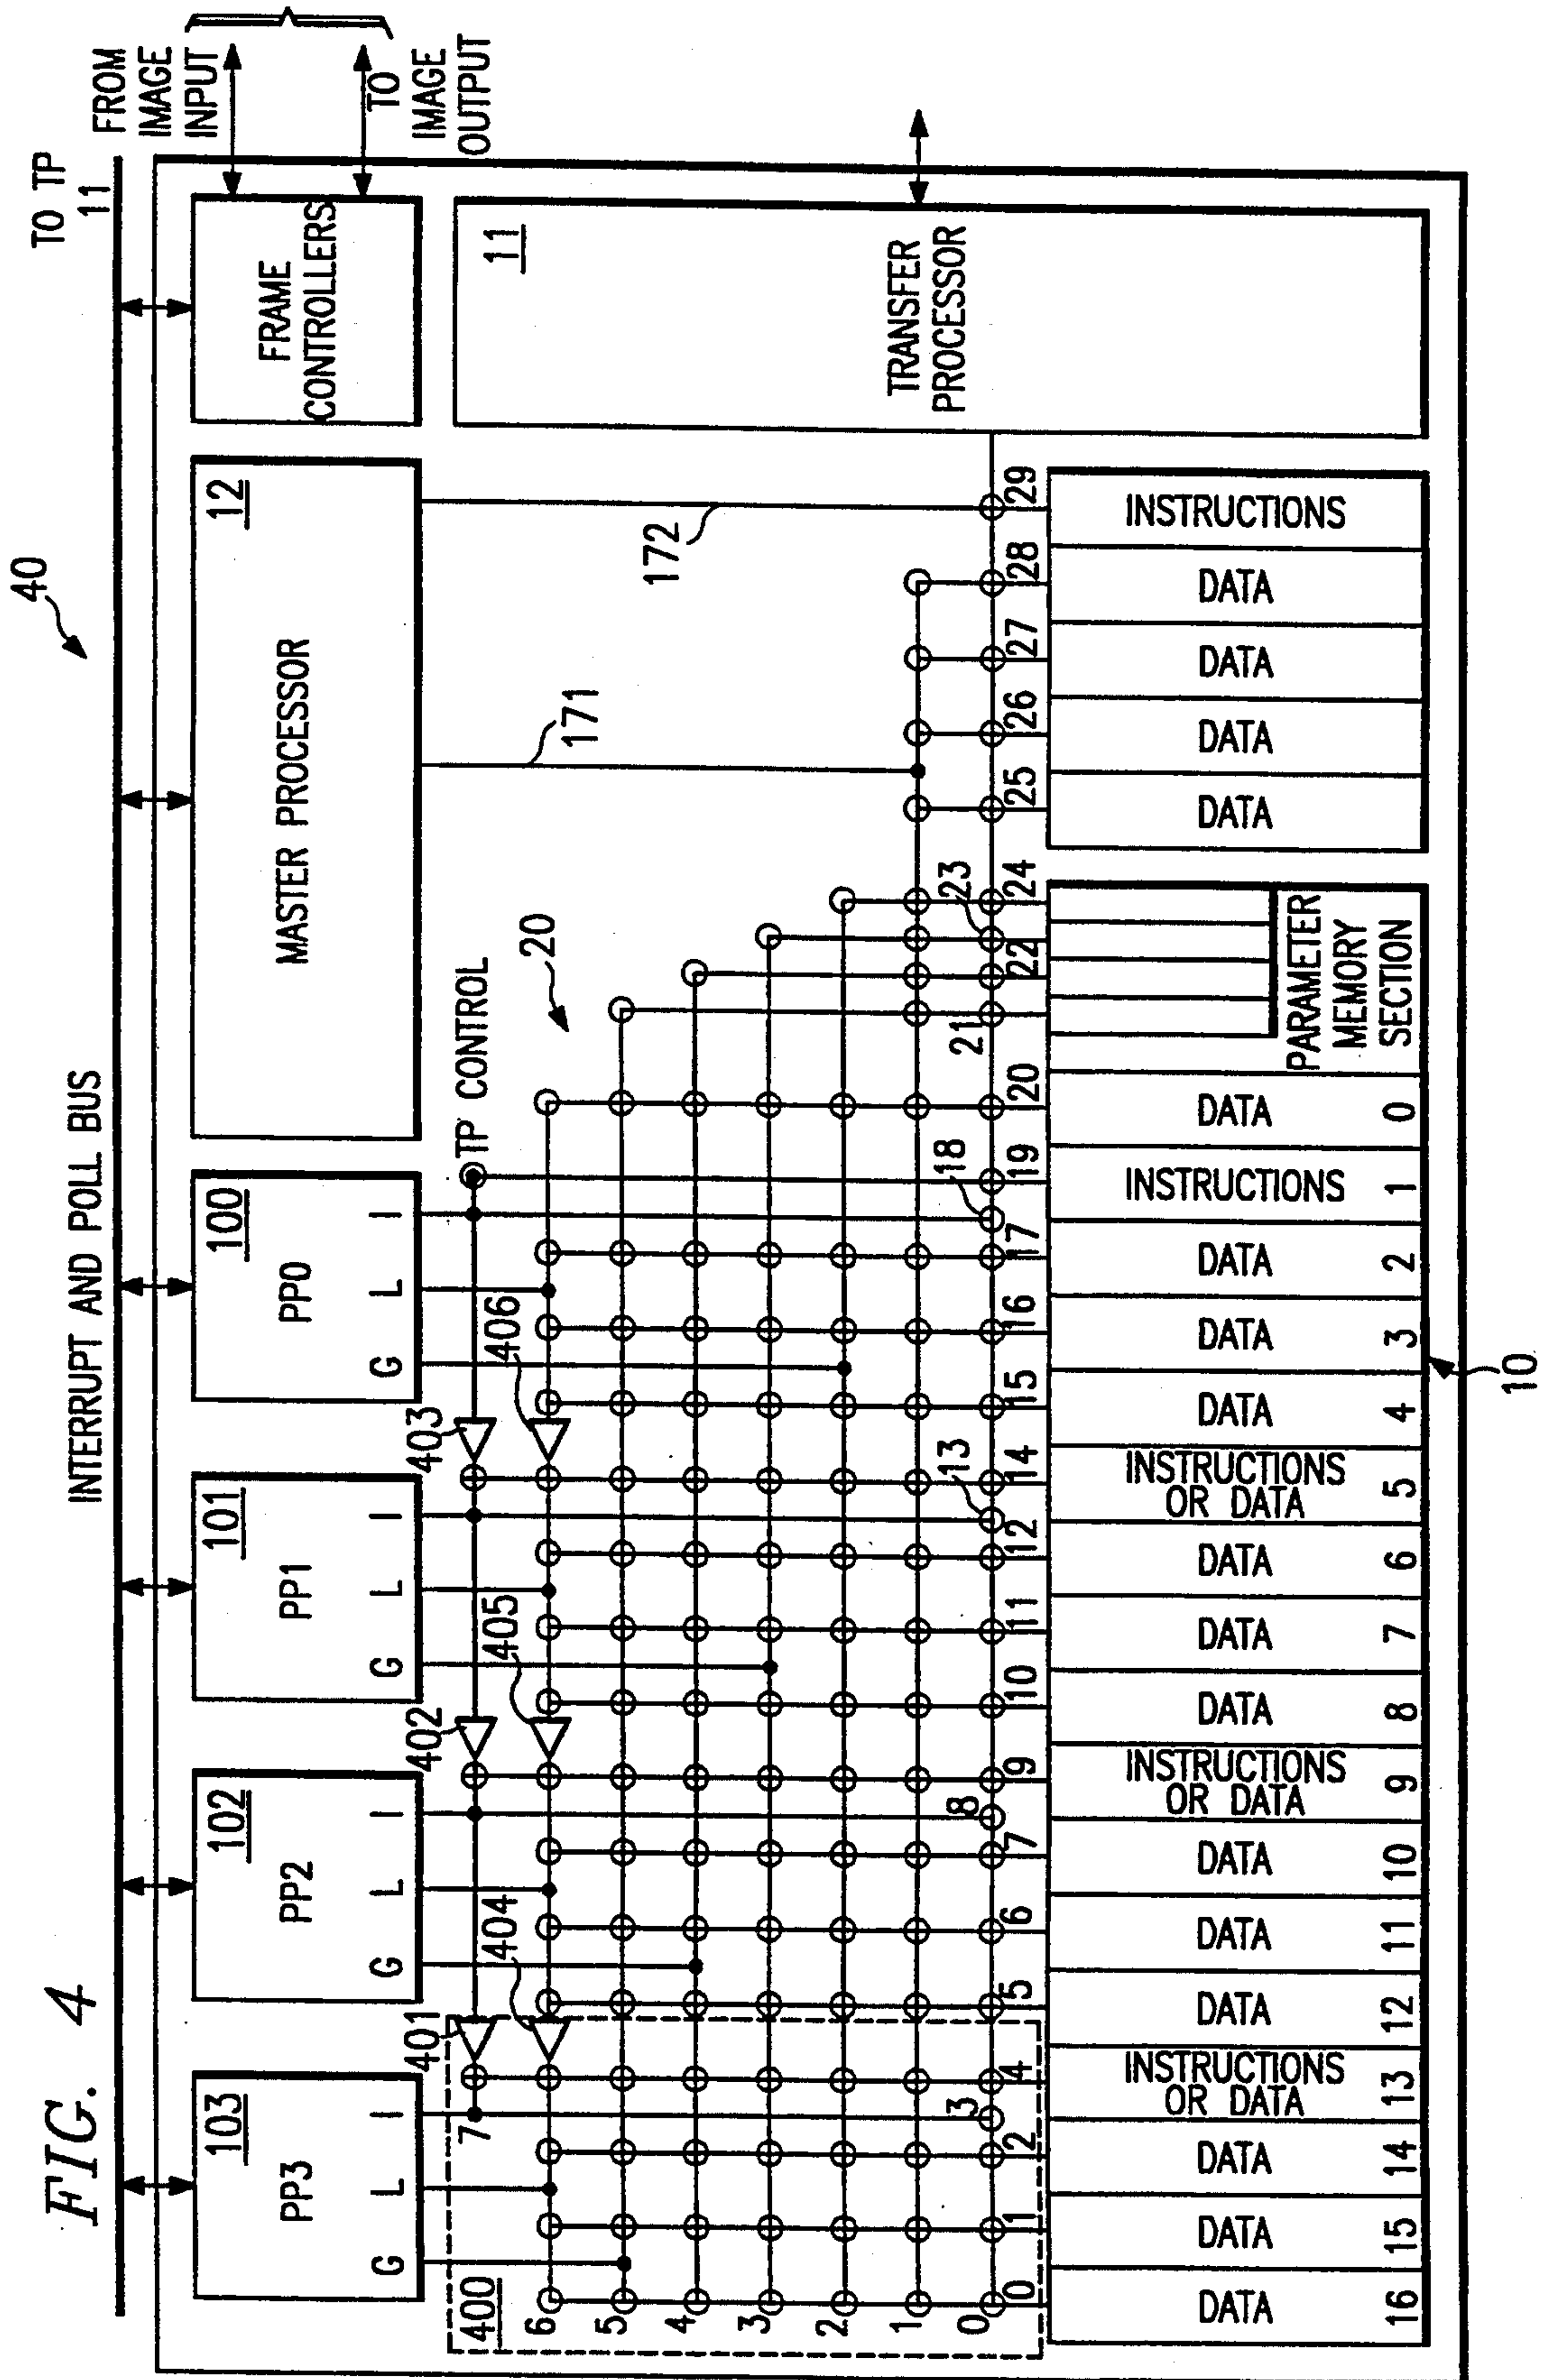 FIG. 4
40
INTERRUPT AND POLL BUS
TO TP
11
FROM
IMAGE
INPUT
TO
IMAGE
OUTPUT
103
PP3
G
L
I
102
PP2
G
L
I
101
PP1
G
L
I
100
PP0
G
L
I
12
MASTER PROCESSOR
FRAME
CONTROLLERS
11
TRANSFER
PROCESSOR
400
401
404
402
405
403
406
TP CONTROL
20
171
172
7
6
5
4
3
2
1
0
0
1
2
3
4
5
6
7
8
9
10
11
12
13
14
15
16
17
18
19
20
21
22
23
24
25
26
27
28
29
DATA
16
DATA
15
DATA
14
INSTRUCTIONS
OR DATA
13
DATA
12
DATA
11
DATA
10
INSTRUCTIONS
OR DATA
9
DATA
8
DATA
7
DATA
6
INSTRUCTIONS
OR DATA
5
DATA
4
DATA
3
DATA
2
INSTRUCTIONS
1
DATA
0
PARAMETER
MEMORY
SECTION
DATA
DATA
DATA
DATA
INSTRUCTIONS
10